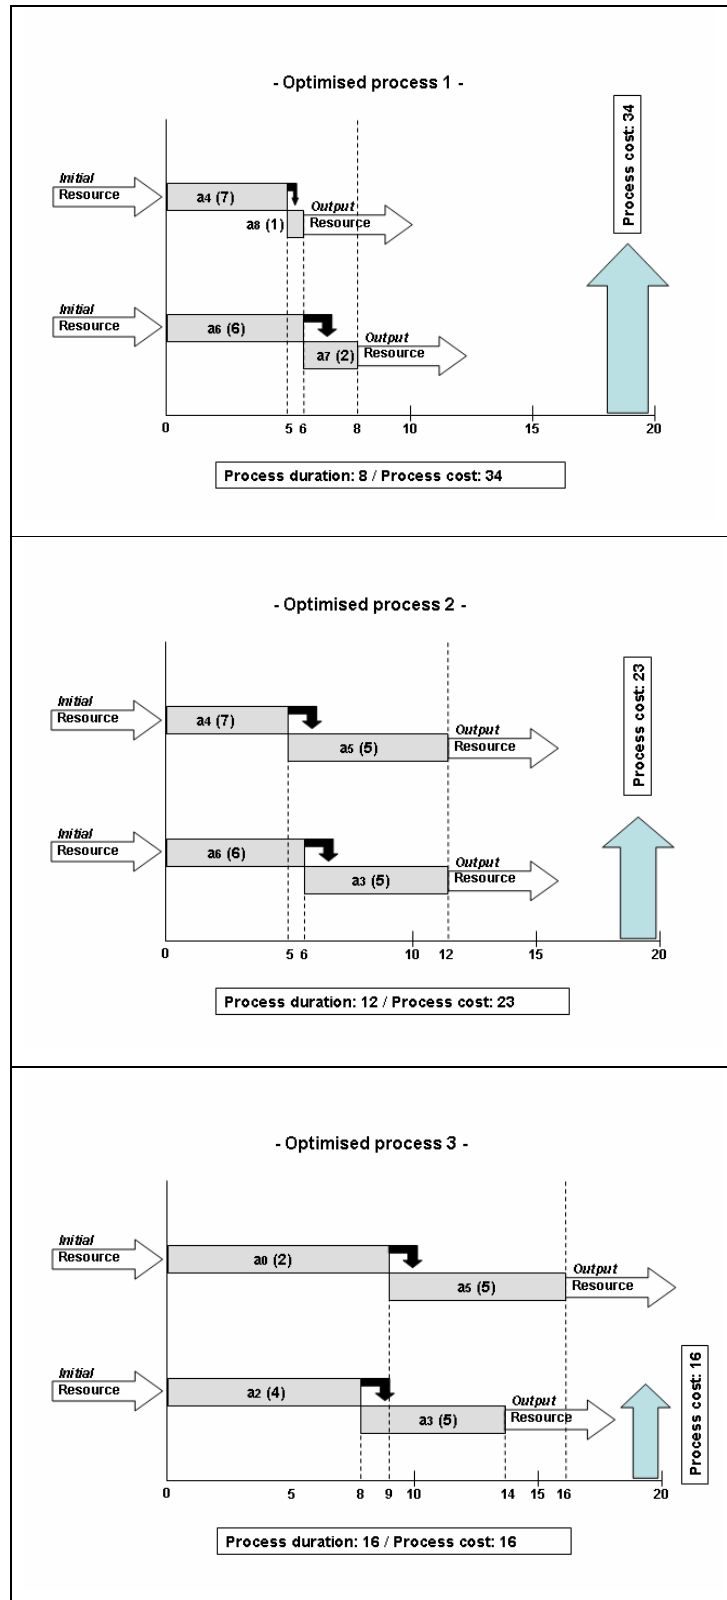 - Optimised process 1 -
Process cost: 34
Initial
Resource
a4 (7)
a8 (1)
Output
Resource
Initial
Resource
a6 (6)
a7 (2)
Output
Resource
0 5 6 8 10 15 20
Process duration: 8 / Process cost: 34
- Optimised process 2 -
Process cost: 23
Initial
Resource
a4 (7)
a5 (5)
Output
Resource
Initial
Resource
a6 (6)
a3 (5)
Output
Resource
0 5 6 10 12 15 20
Process duration: 12 / Process cost: 23
- Optimised process 3 -
Initial
Resource
a0 (2)
a5 (5)
Output
Resource
Process cost: 16
Initial
Resource
a2 (4)
a3 (5)
Output
Resource
0 5 8 9 10 14 15 16 20
Process duration: 16 / Process cost: 16